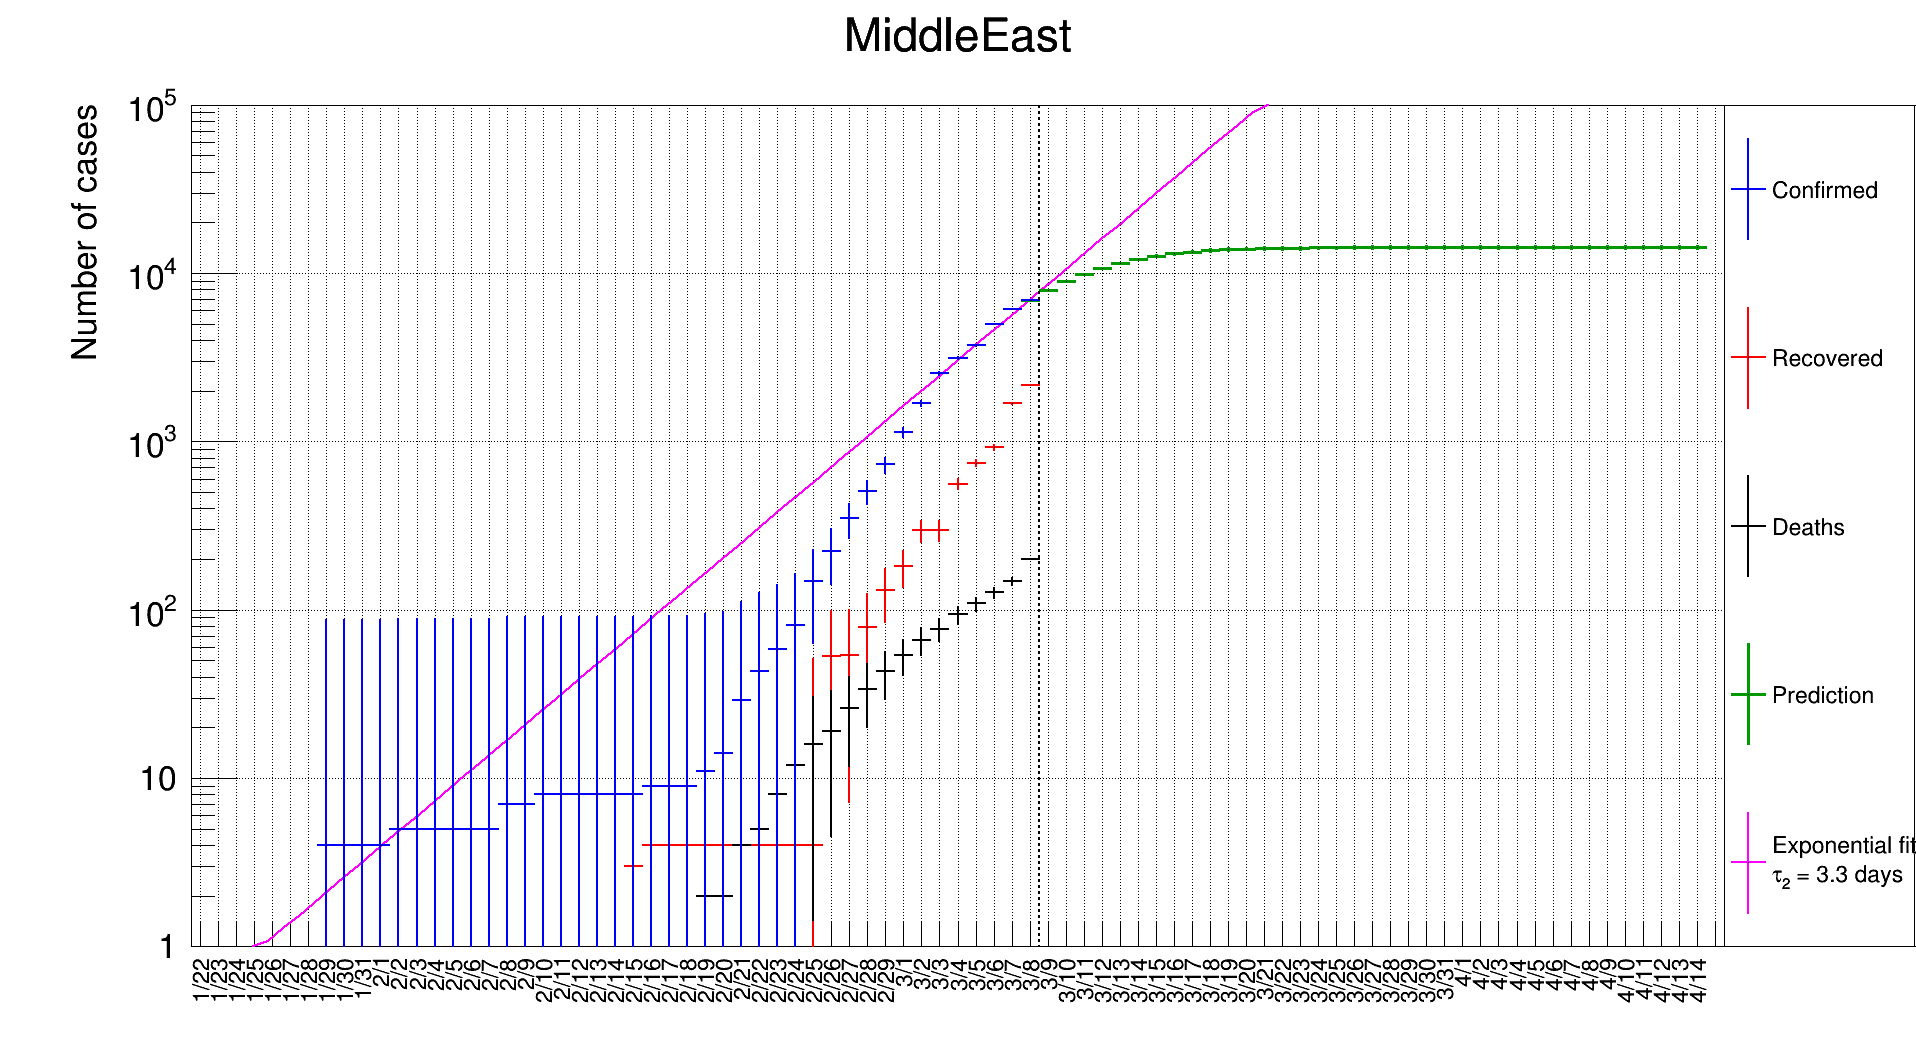 MiddleEast
Number of cases
10^5
10^4
10^3
10^2
10
1
1/22 1/23 1/24 1/25 1/26 1/27 1/28 1/29 1/30 1/31 2/1 2/2 2/3 2/4 2/5 2/6 2/7 2/8 2/9 2/10 2/11 2/12 2/13 2/14 2/15 2/16 2/17 2/18 2/19 2/20 2/21 2/22 2/23 2/24 2/25 2/26 2/27 2/28 2/29 3/1 3/2 3/3 3/4 3/5 3/6 3/7 3/8 3/9 3/10 3/11 3/12 3/13 3/14 3/15 3/16 3/17 3/18 3/19 3/20 3/21 3/22 3/23 3/24 3/25 3/26 3/27 3/28 3/29 3/30 3/31 4/1 4/2 4/3 4/4 4/5 4/6 4/7 4/8 4/9 4/10 4/11 4/12 4/13 4/14
Confirmed
Recovered
Deaths
Prediction
Exponential fit
τ₂ = 3.3 days